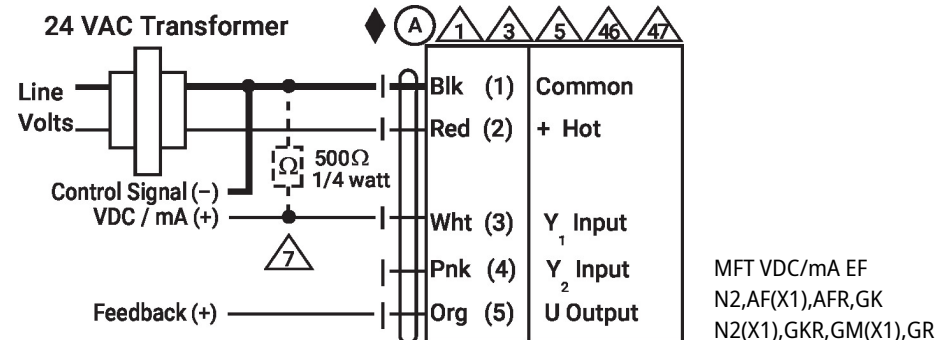 24 VAC Transformer
A 1 3 5 46 47
Line
Volts
Blk (1) Common
Red (2) + Hot
Ω 500Ω
1/4 watt
Control Signal (–)
VDC / mA (+)
Wht (3) Y1 Input
7
Pnk (4) Y2 Input
Feedback (+)
Org (5) U Output
MFT VDC/mA EF
N2,AF(X1),AFR,GK
N2(X1),GKR,GM(X1),GR